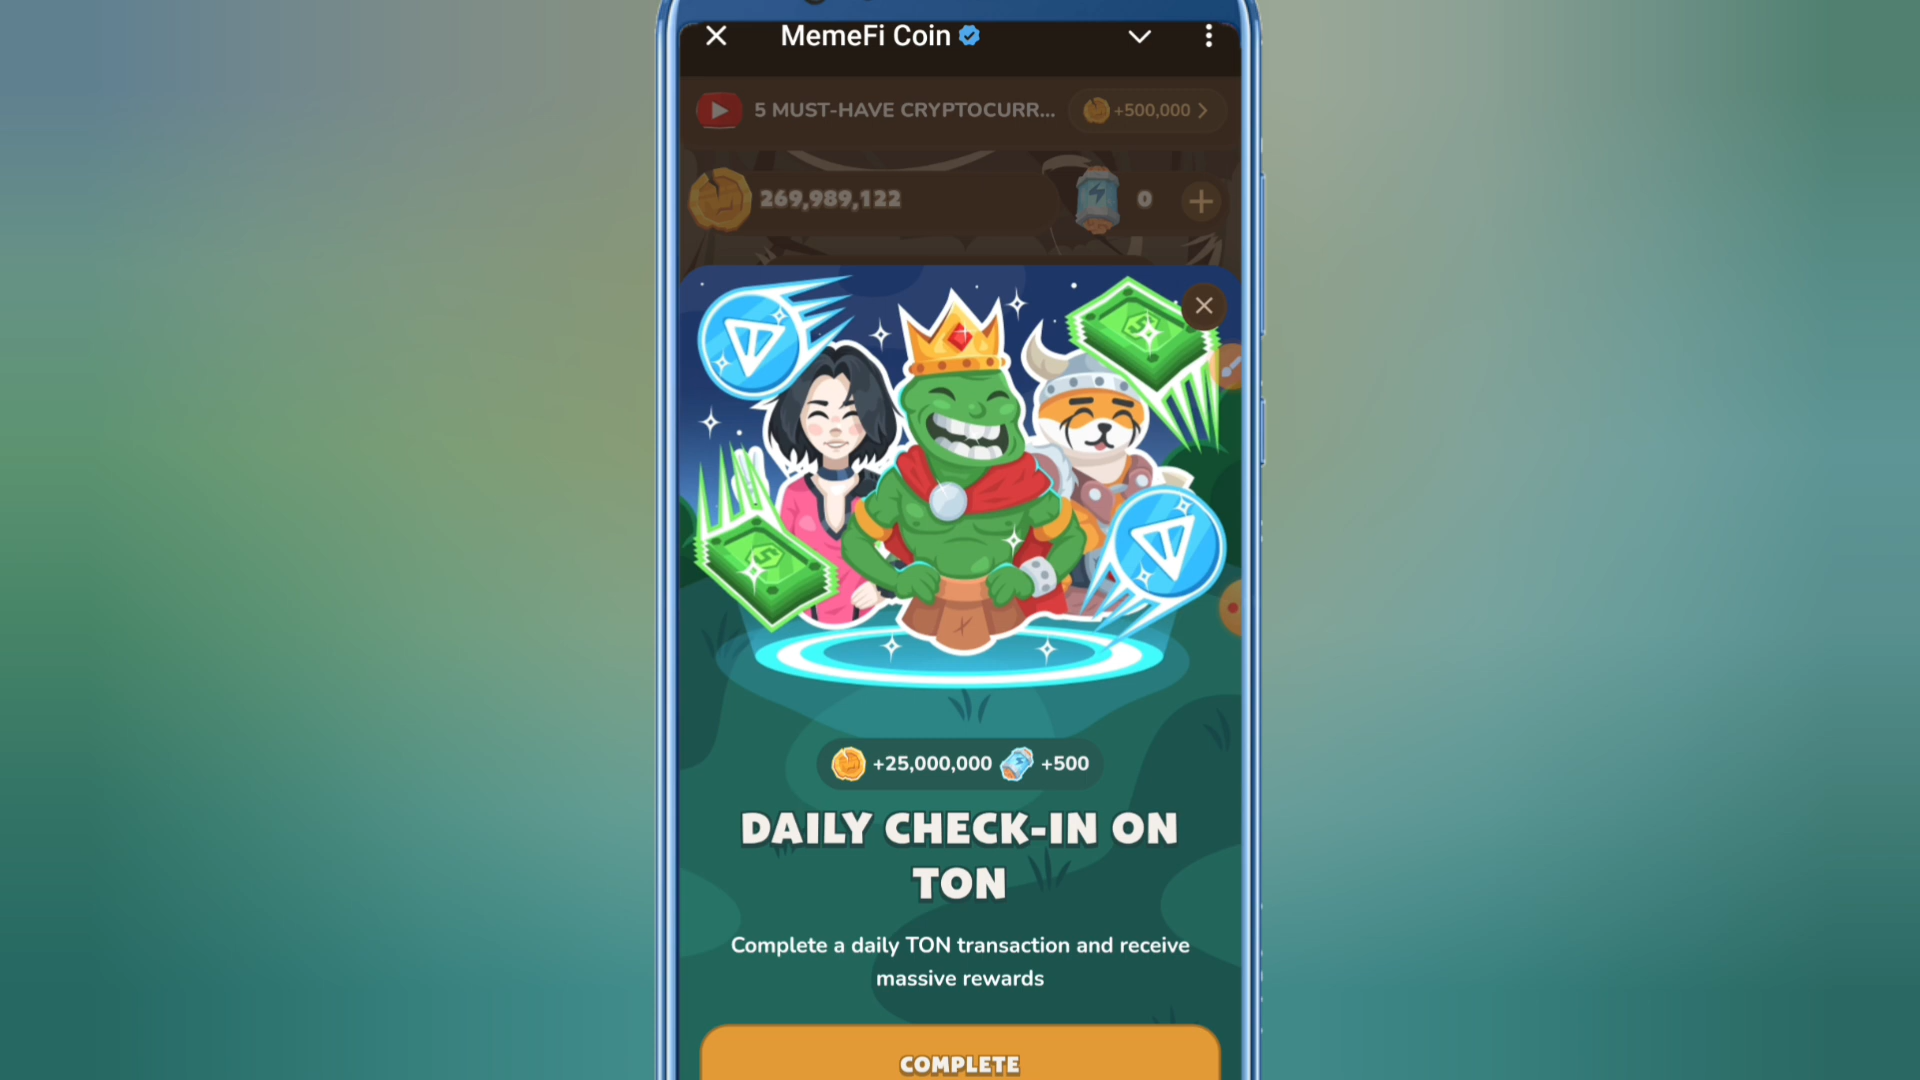 MemeFi Coin
5 MUST-HAVE CRYPTOCURR... +500,000
269,989,122 0
+25,000,000 +500
DAILY CHECK-IN ON
TON
Complete a daily TON transaction and receive
massive rewards
COMPLETE